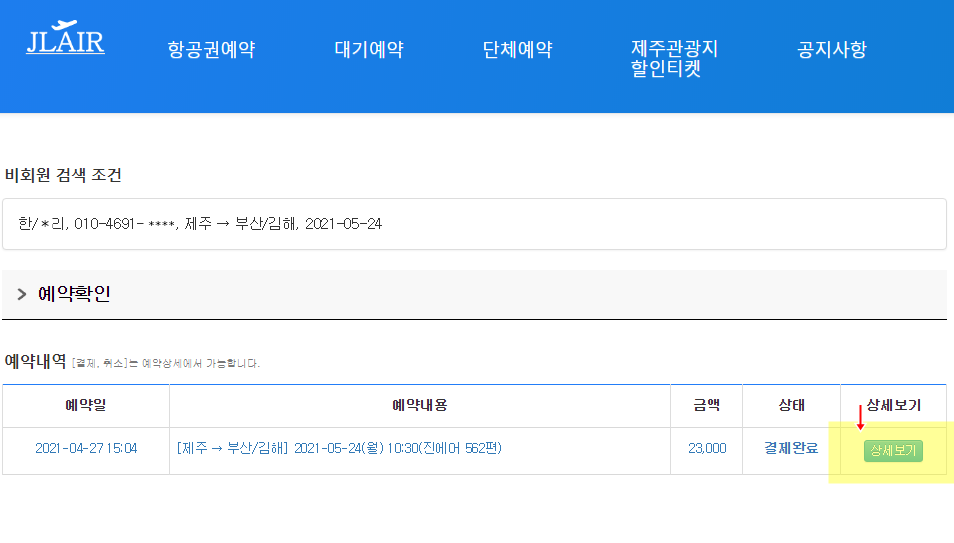 JLAIR
항공권예약 대기예약 단체예약 제주관광지 공지사항
할인티켓
비회원 검색 조건
한/*리, 010-4691- ****, 제주 → 부산/김해, 2021-05-24
> 예약확인
예약내역 [결제, 취소]는 예약상세에서 가능합니다.
예약일 예약내용 금액 상태 상세보기
2021-04-27 15:04 [제주 → 부산/김해] 2021-05-24(월) 10:30(진에어 562편) 23,000 결제완료 상세보기